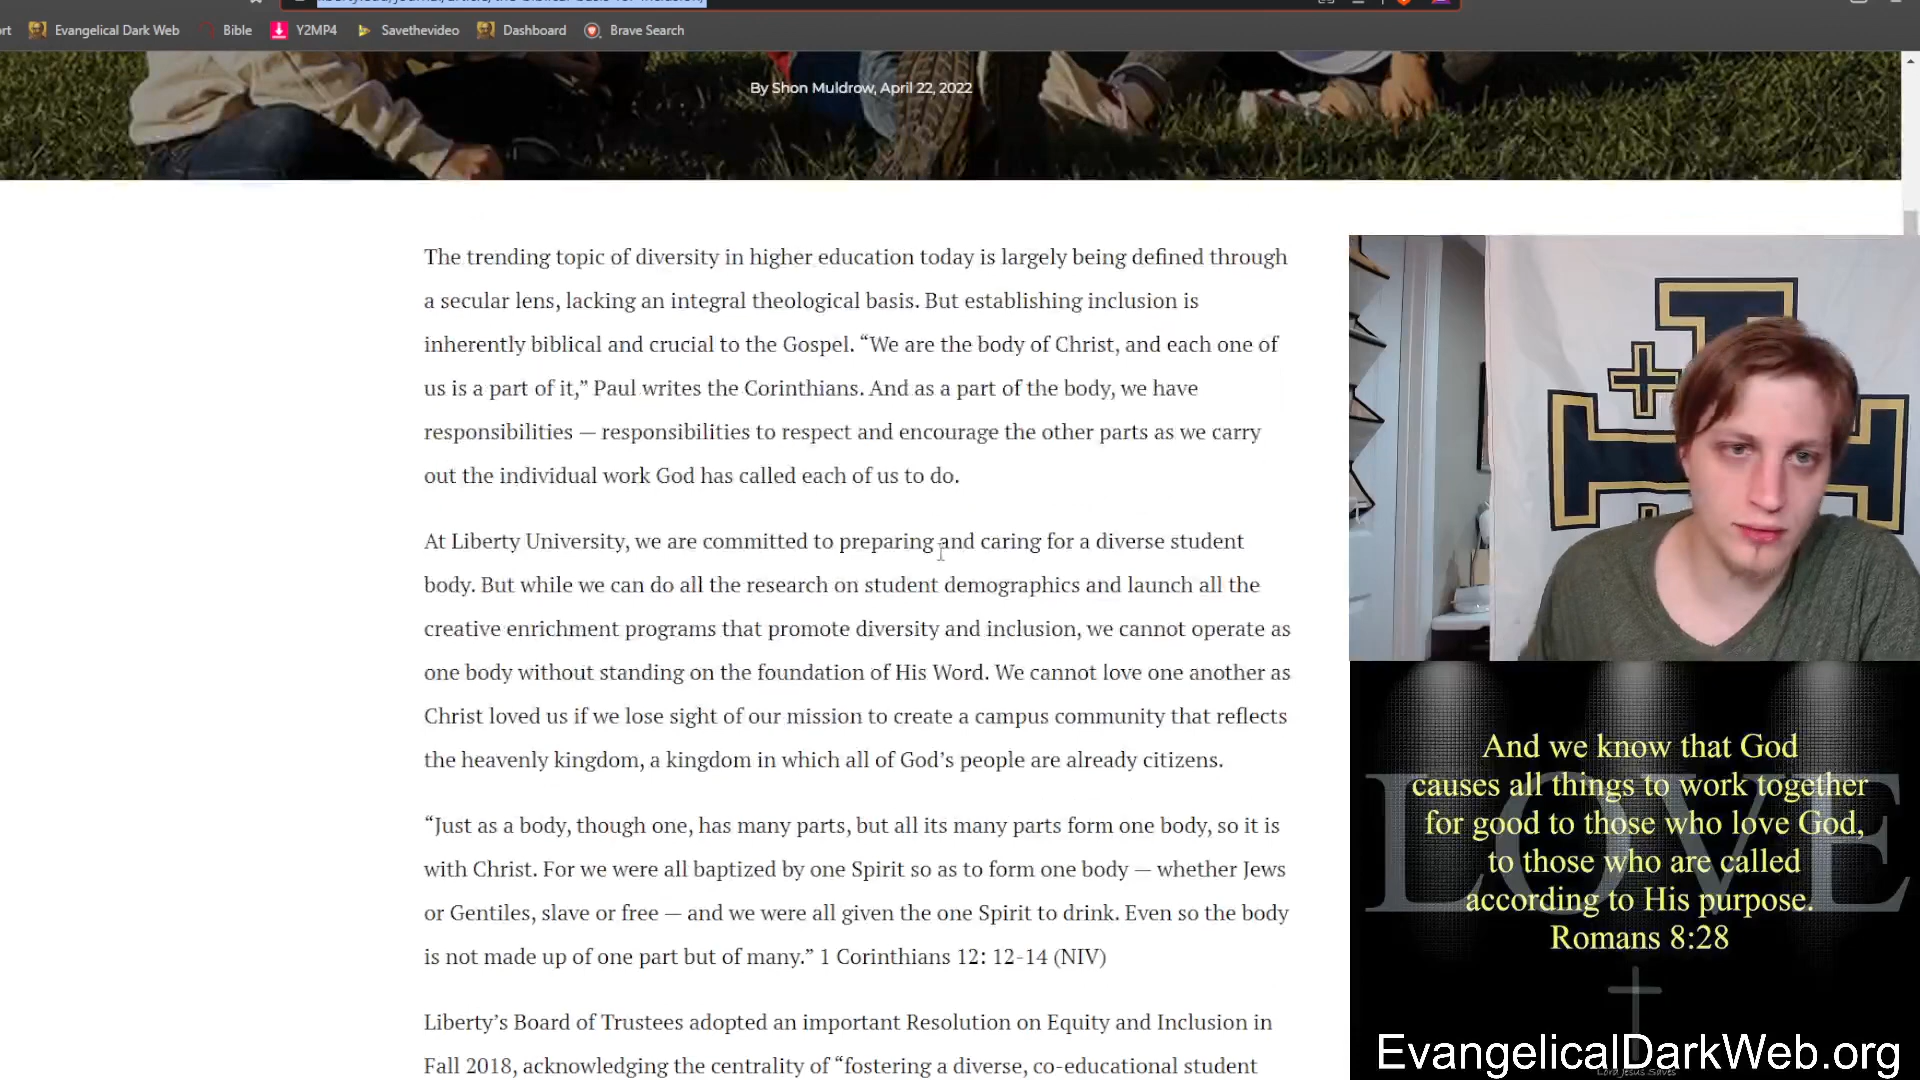 liberty.edu/journal/article/the-biblical-basis-for-inclusion/
rt Evangelical Dark Web Bible Y2MP4 Savethevideo Dashboard Brave Search
By Shon Muldrow, April 22, 2022
The trending topic of diversity in higher education today is largely being defined through
a secular lens, lacking an integral theological basis. But establishing inclusion is
inherently biblical and crucial to the Gospel. “We are the body of Christ, and each one of
us is a part of it,” Paul writes the Corinthians. And as a part of the body, we have
responsibilities — responsibilities to respect and encourage the other parts as we carry
out the individual work God has called each of us to do.
At Liberty University, we are committed to preparing and caring for a diverse student
body. But while we can do all the research on student demographics and launch all the
creative enrichment programs that promote diversity and inclusion, we cannot operate as
one body without standing on the foundation of His Word. We cannot love one another as
Christ loved us if we lose sight of our mission to create a campus community that reflects
the heavenly kingdom, a kingdom in which all of God’s people are already citizens.
“Just as a body, though one, has many parts, but all its many parts form one body, so it is
with Christ. For we were all baptized by one Spirit so as to form one body — whether Jews
or Gentiles, slave or free — and we were all given the one Spirit to drink. Even so the body
is not made up of one part but of many.” 1 Corinthians 12: 12-14 (NIV)
Liberty’s Board of Trustees adopted an important Resolution on Equity and Inclusion in
Fall 2018, acknowledging the centrality of “fostering a diverse, co-educational student
And we know that God
causes all things to work together
for good to those who love God,
to those who are called
according to His purpose.
Romans 8:28
LOVE
EvangelicalDarkWeb.org
Lord Jesus Saves